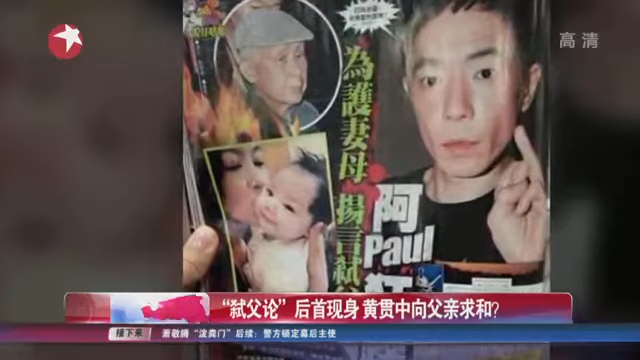 高清
為護妻母
揚言弒
阿
Paul
“弑父论”后首现身 黄贯中向父亲求和?
接下来
萧敬腾“泼粪门”后续：警方锁定幕后主使